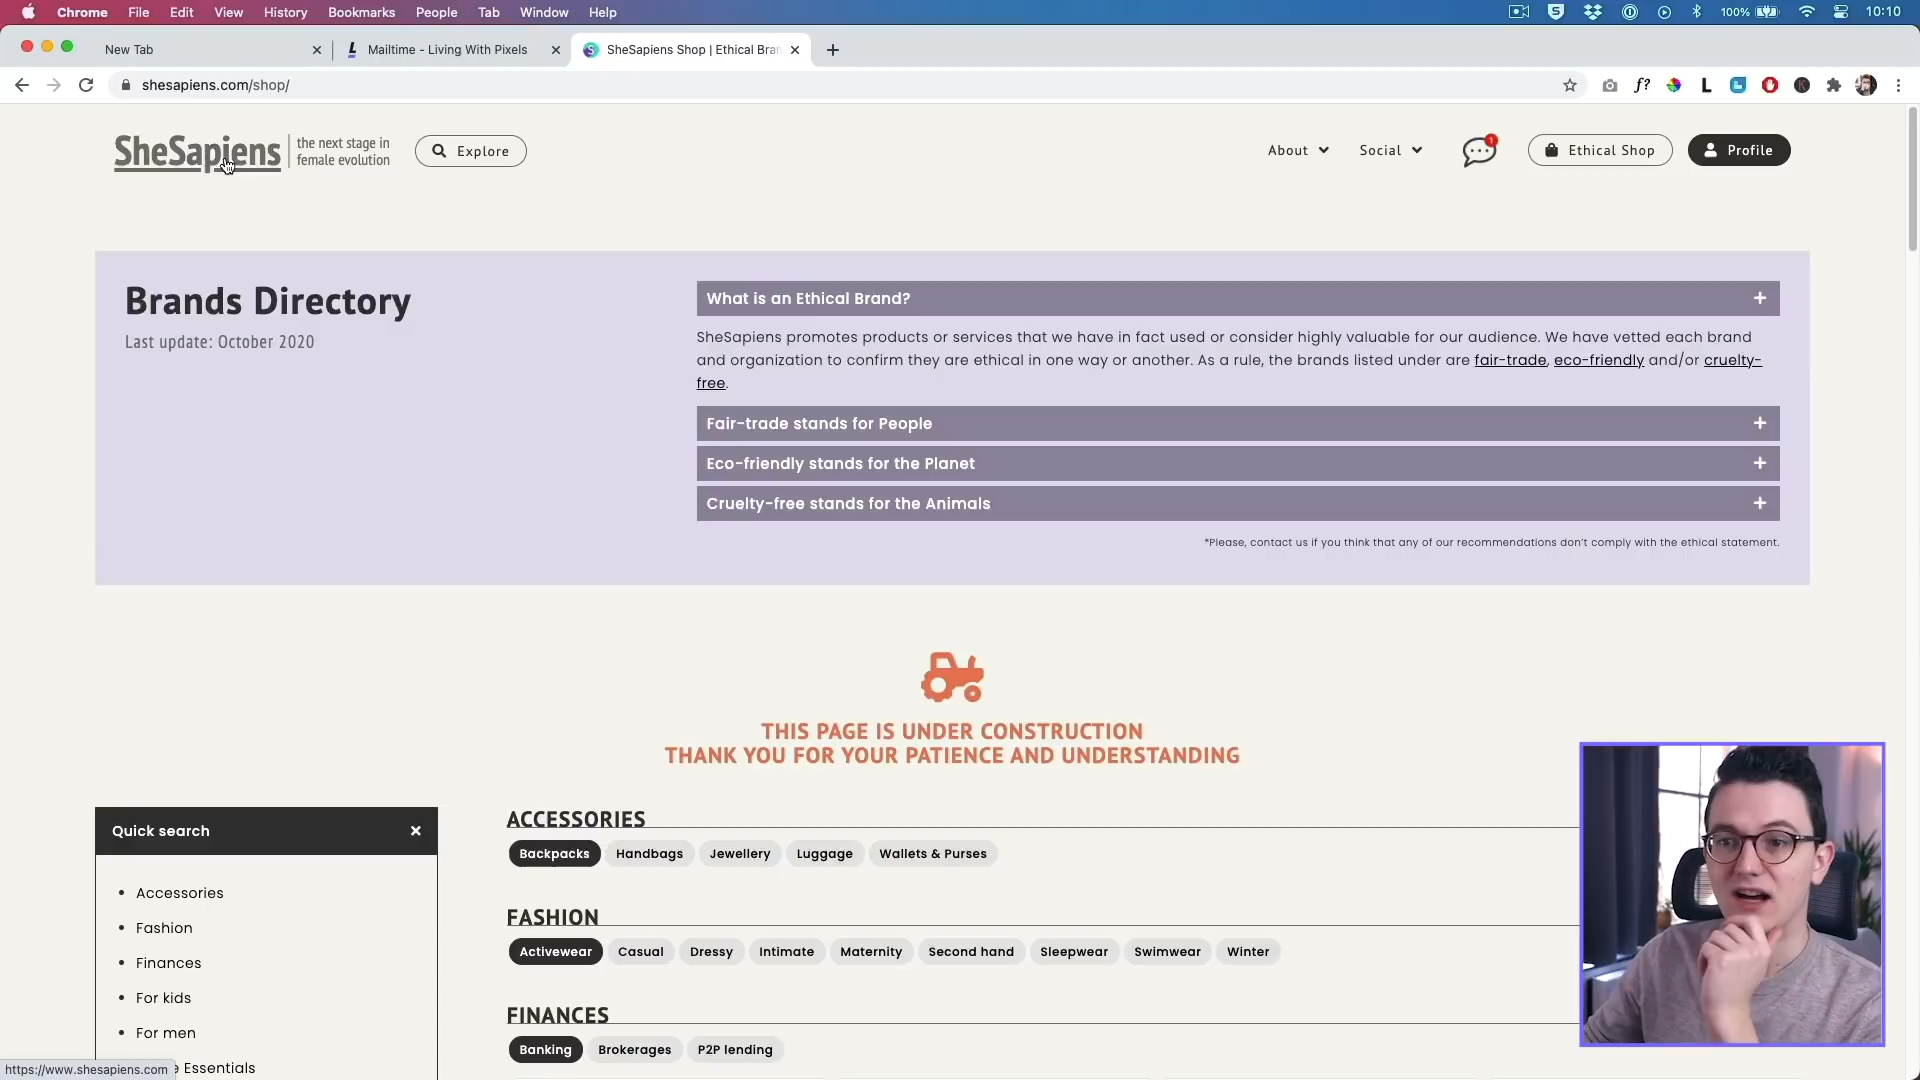 Chrome File Edit View History Bookmarks People Tab Window Help 100% 10:10
New Tab Mailtime - Living With Pixels SheSapiens Shop | Ethical Bran
shesapiens.com/shop/ f? L
SheSapiens
the next stage in
female evolution
Explore
About Social 1 Ethical Shop Profile
Brands Directory
Last update: October 2020
What is an Ethical Brand? +
SheSapiens promotes products or services that we have in fact used or consider highly valuable for our audience. We have vetted each brand
and organization to confirm they are ethical in one way or another. As a rule, the brands listed under are fair-trade, eco-friendly and/or cruelty-
free.
Fair-trade stands for People +
Eco-friendly stands for the Planet +
Cruelty-free stands for the Animals +
*Please, contact us if you think that any of our recommendations don't comply with the ethical statement.
THIS PAGE IS UNDER CONSTRUCTION
THANK YOU FOR YOUR PATIENCE AND UNDERSTANDING
Quick search
Accessories
Fashion
Finances
For kids
For men
Essentials
ACCESSORIES
Backpacks Handbags Jewellery Luggage Wallets & Purses
FASHION
Activewear Casual Dressy Intimate Maternity Second hand Sleepwear Swimwear Winter
FINANCES
Banking Brokerages P2P lending
https://www.shesapiens.com